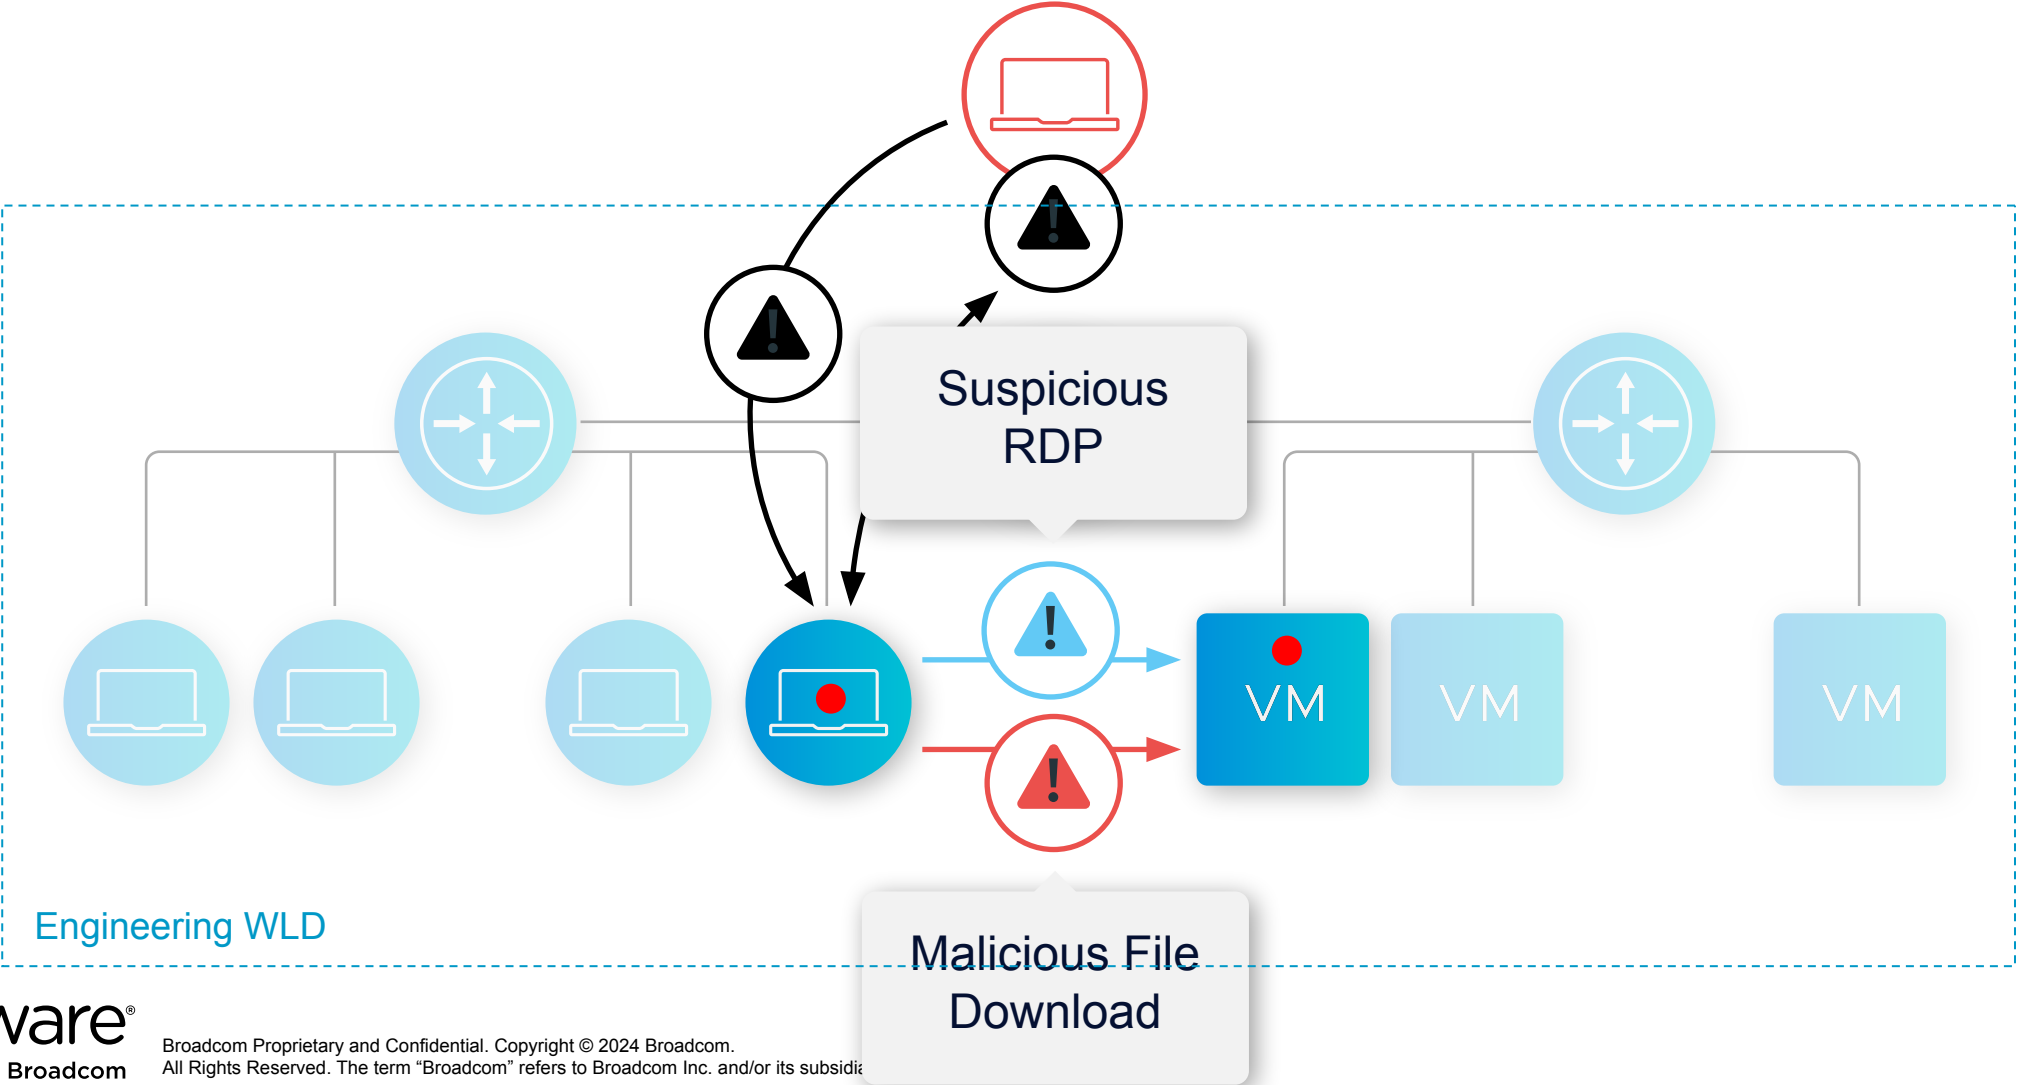 Suspicious
RDP
VM
VM
VM
Engineering WLD
Malicious File
Download
ware®
Broadcom
Broadcom Proprietary and Confidential. Copyright © 2024 Broadcom.
All Rights Reserved. The term “Broadcom” refers to Broadcom Inc. and/or its